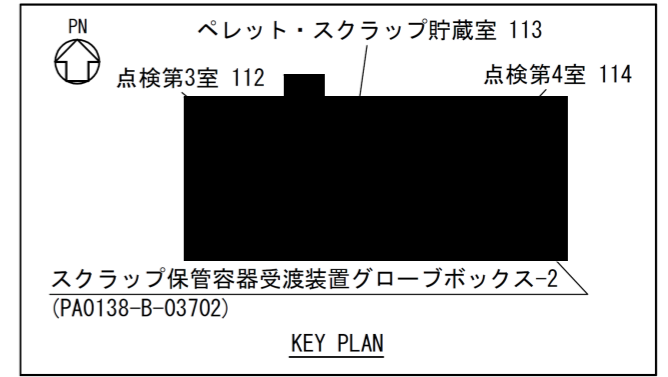 PN
ペレット・スクラップ貯蔵室 113
点検第3室 112
点検第4室 114
スクラップ保管容器受渡装置グローブボックス-2
(PA0138-B-03702)
KEY PLAN